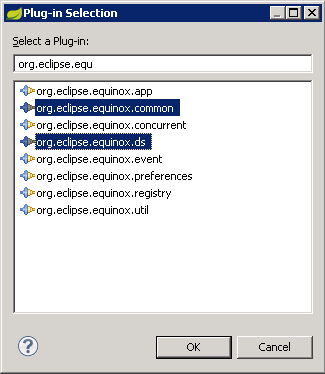 Plug-in Selection
Select a Plug-in:
org.eclipse.equ
org.eclipse.equinox.app
org.eclipse.equinox.common
org.eclipse.equinox.concurrent
org.eclipse.equinox.ds
org.eclipse.equinox.event
org.eclipse.equinox.preferences
org.eclipse.equinox.registry
org.eclipse.equinox.util
?
OK
Cancel